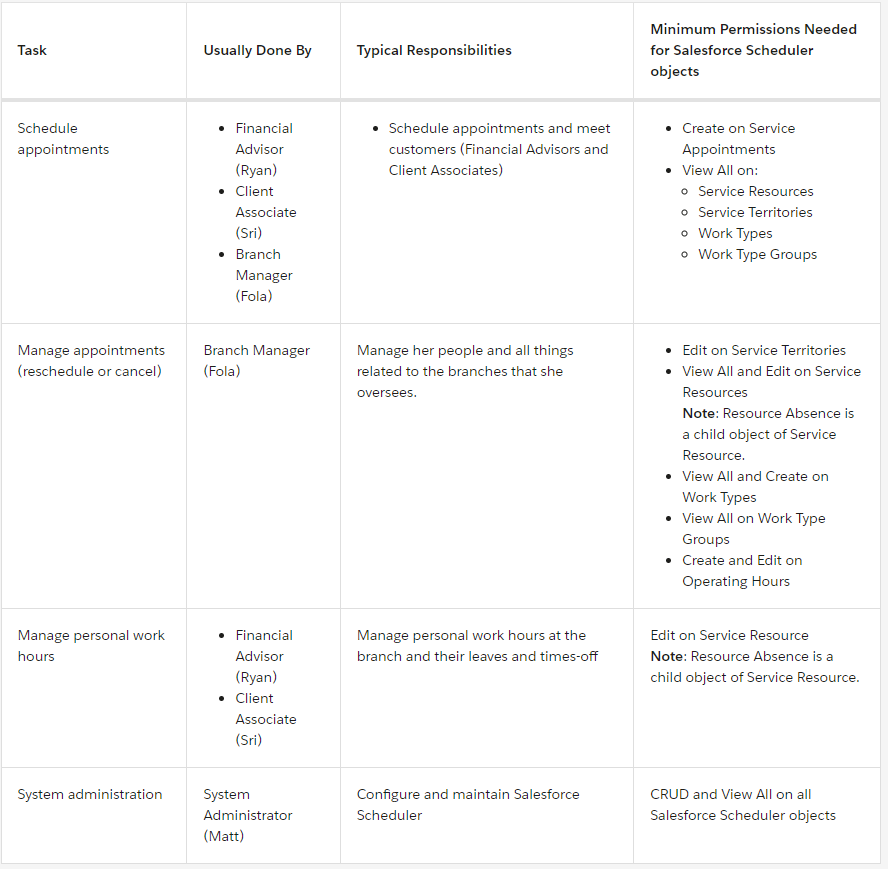 Task
Usually Done By
Typical Responsibilities
Minimum Permissions Needed
for Salesforce Scheduler
objects
Schedule
appointments
Financial
Advisor
(Ryan)
Client
Associate
(Sri)
Branch
Manager
(Fola)
Schedule appointments and meet
customers (Financial Advisors and
Client Associates)
Create on Service
Appointments
View All on:
Service Resources
Service Territories
Work Types
Work Type Groups
Manage appointments
(reschedule or cancel)
Branch Manager
(Fola)
Manage her people and all things
related to the branches that she
oversees.
Edit on Service Territories
View All and Edit on Service
Resources
Note: Resource Absence is
a child object of Service
Resource.
View All and Create on
Work Types
View All on Work Type
Groups
Create and Edit on
Operating Hours
Manage personal work
hours
Financial
Advisor
(Ryan)
Client
Associate
(Sri)
Manage personal work hours at the
branch and their leaves and times-off
Edit on Service Resource
Note: Resource Absence is a
child object of Service Resource.
System administration
System
Administrator
(Matt)
Configure and maintain Salesforce
Scheduler
CRUD and View All on all
Salesforce Scheduler objects